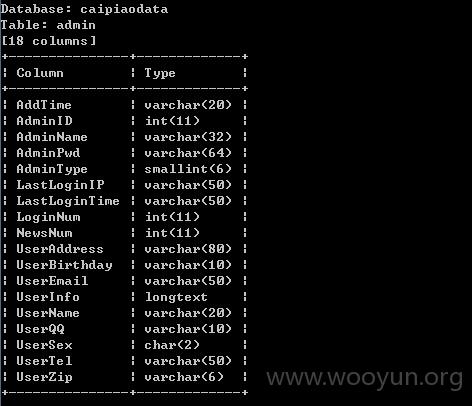 Database: caipiaodata
Table: admin
[18 columns]
+---------------+-------------+
¦ Column        ¦ Type        ¦
+---------------+-------------+
¦ AddTime       ¦ varchar(20) ¦
¦ AdminID       ¦ int(11)     ¦
¦ AdminName     ¦ varchar(32) ¦
¦ AdminPwd      ¦ varchar(64) ¦
¦ AdminType     ¦ smallint(6) ¦
¦ LastLoginIP   ¦ varchar(50) ¦
¦ LastLoginTime ¦ varchar(50) ¦
¦ LoginNum      ¦ int(11)     ¦
¦ NewsNum       ¦ int(11)     ¦
¦ UserAddress   ¦ varchar(80) ¦
¦ UserBirthday  ¦ varchar(10) ¦
¦ UserEmail     ¦ varchar(50) ¦
¦ UserInfo      ¦ longtext    ¦
¦ UserName      ¦ varchar(20) ¦
¦ UserQQ        ¦ varchar(10) ¦
¦ UserSex       ¦ char(2)     ¦
¦ UserTel       ¦ varchar(50) ¦
¦ UserZip       ¦ varchar(6)  ¦
+---------------+-------------+
www.wooyun.org